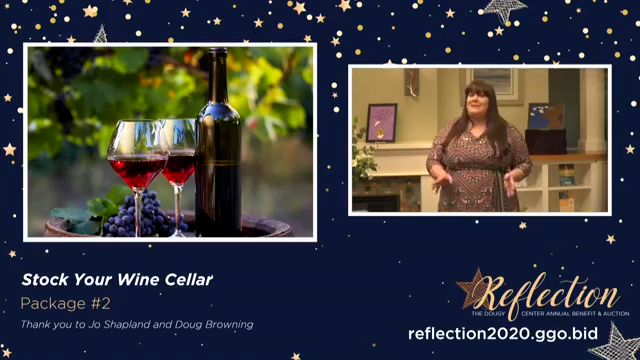 Stock Your Wine Cellar
Package #2
Thank you to Jo Shapland and Doug Browning
Reflection
THE DOUGY CENTER ANNUAL BENEFIT & AUCTION
reflection2020.ggo.bid